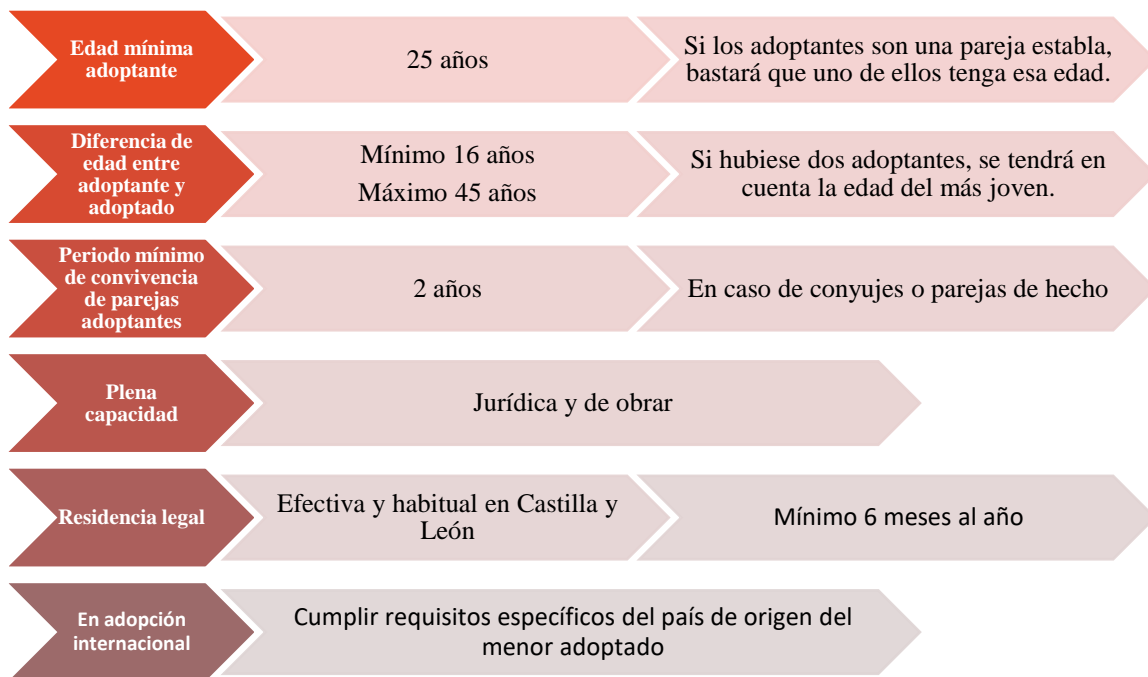 Edad mínima
adoptante
25 años
Si los adoptantes son una pareja establa,
bastará que uno de ellos tenga esa edad.
Diferencia de
edad entre
adoptante y
adoptado
Mínimo 16 años
Máximo 45 años
Si hubiese dos adoptantes, se tendrá en
cuenta la edad del más joven.
Periodo mínimo
de convivencia
de parejas
adoptantes
2 años
En caso de conyujes o parejas de hecho
Plena
capacidad
Jurídica y de obrar
Residencia legal
Efectiva y habitual en Castilla y
León
Mínimo 6 meses al año
En adopción
internacional
Cumplir requisitos específicos del país de origen del
menor adoptado